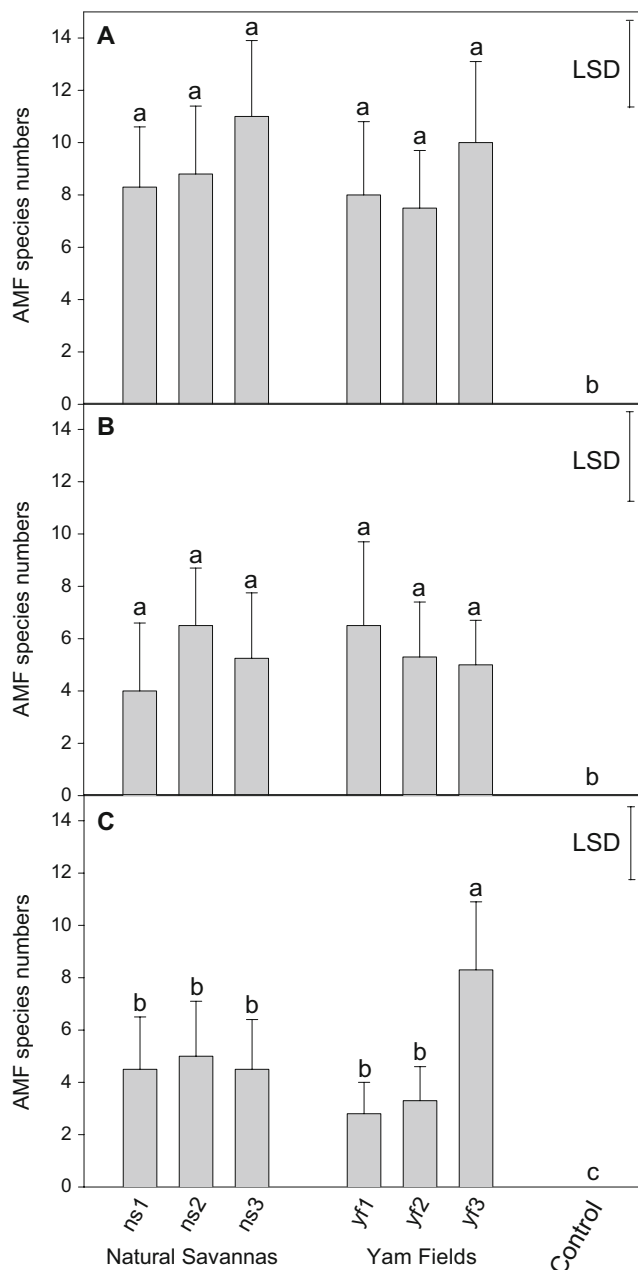 A
LSD
a a a a a a b
AMF species numbers
14
12
10
8
6
4
2
0
B
LSD
a a a a a a b
AMF species numbers
14
12
10
8
6
4
2
0
C
LSD
b b b b b a c
AMF species numbers
14
12
10
8
6
4
2
0
ns1 ns2 ns3 yf1 yf2 yf3 Control
Natural Savannas Yam Fields